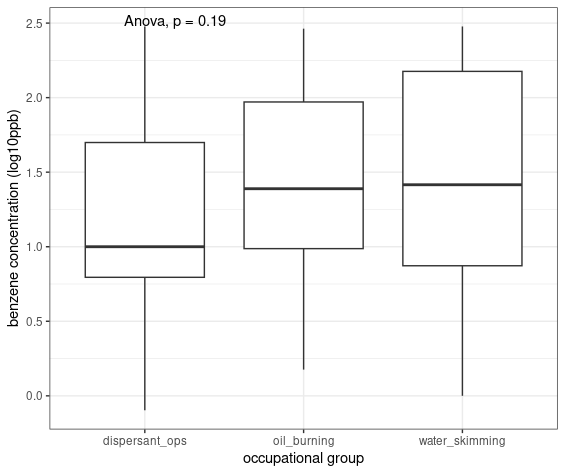 Anova, p = 0.19
benzene concentration (log10ppb)
2.5
2.0
1.5
1.0
0.5
0.0
dispersant_ops oil_burning water_skimming
occupational group